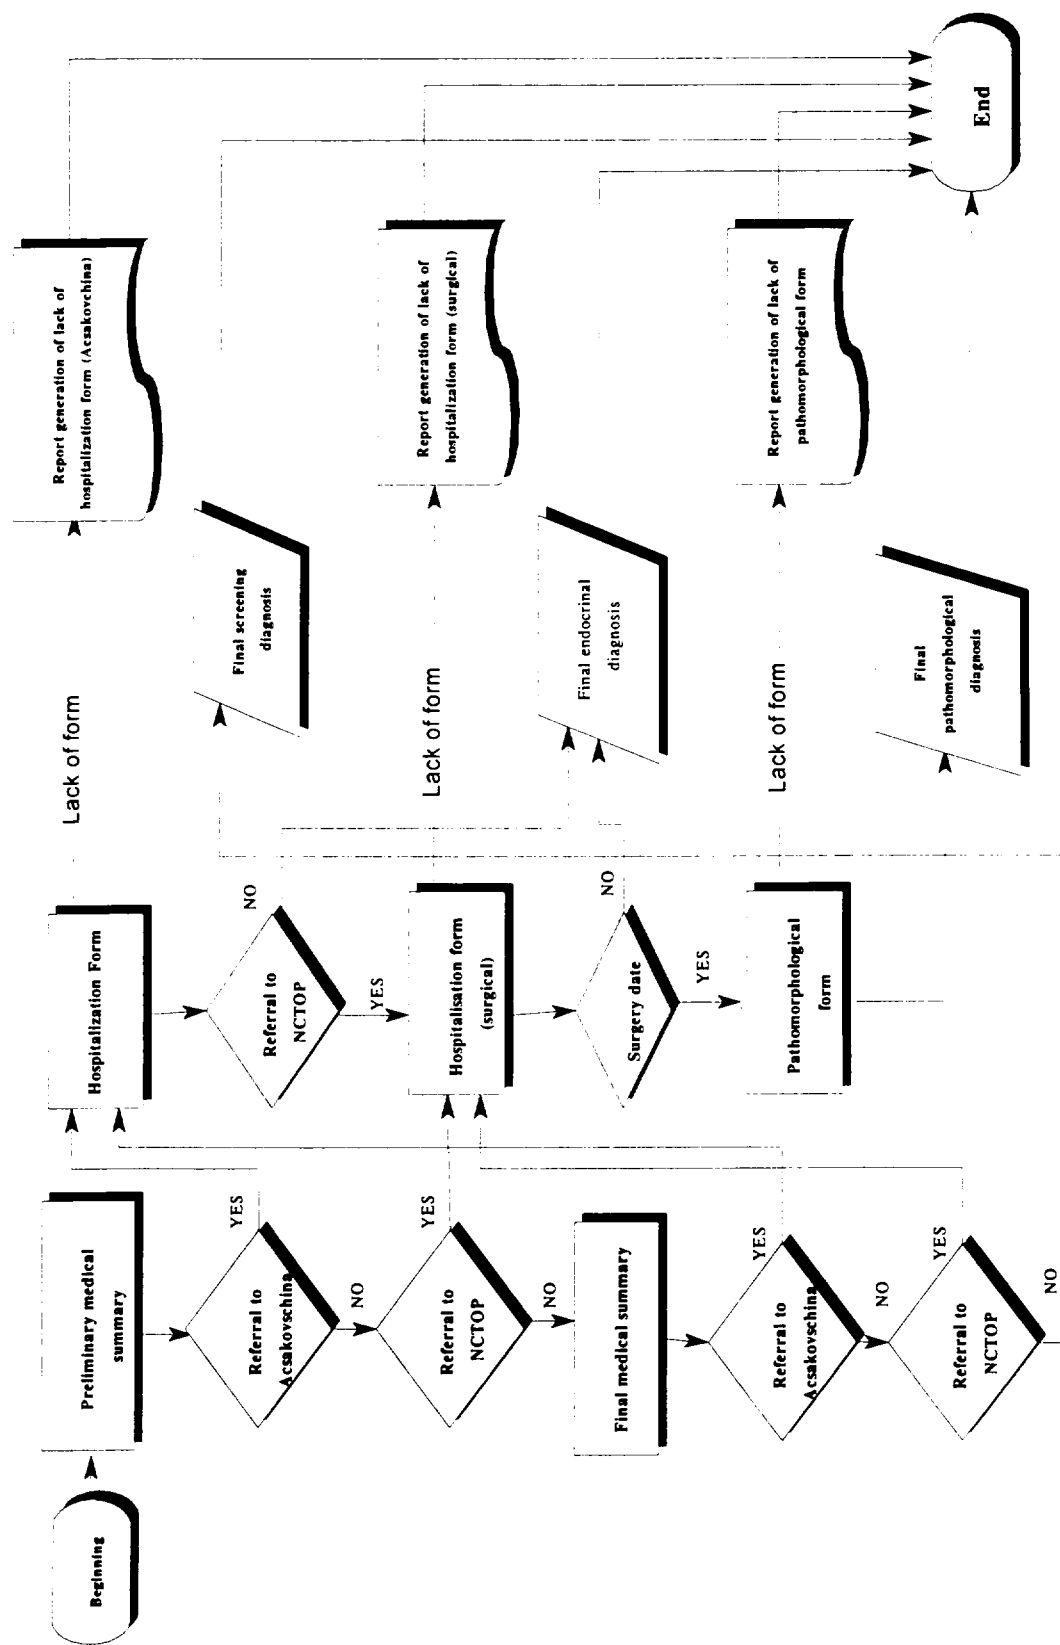 Beginning
Preliminary medical
summary
Referral to
Acsakovschina
YES
NO
Referral to
NCTOP
YES
NO
Final medical summary
Referral to
Acsakovschina
YES
NO
Referral to
NCTOP
YES
NO
Hospitalization Form
Referral to
NCTOP
NO
YES
Hospitalisation form
(surgical)
Surgery date
NO
YES
Pathomorphological
form
Lack of form
Lack of form
Lack of form
Final screening
diagnosis
Final endocrinal
diagnosis
Final
pathomorphological
diagnosis
Report generation of lack of
hospitalization form (Acsakovchina)
Report generation of lack of
hospitalization form (surgical)
Report generation of lack of
pathomorphological form
End